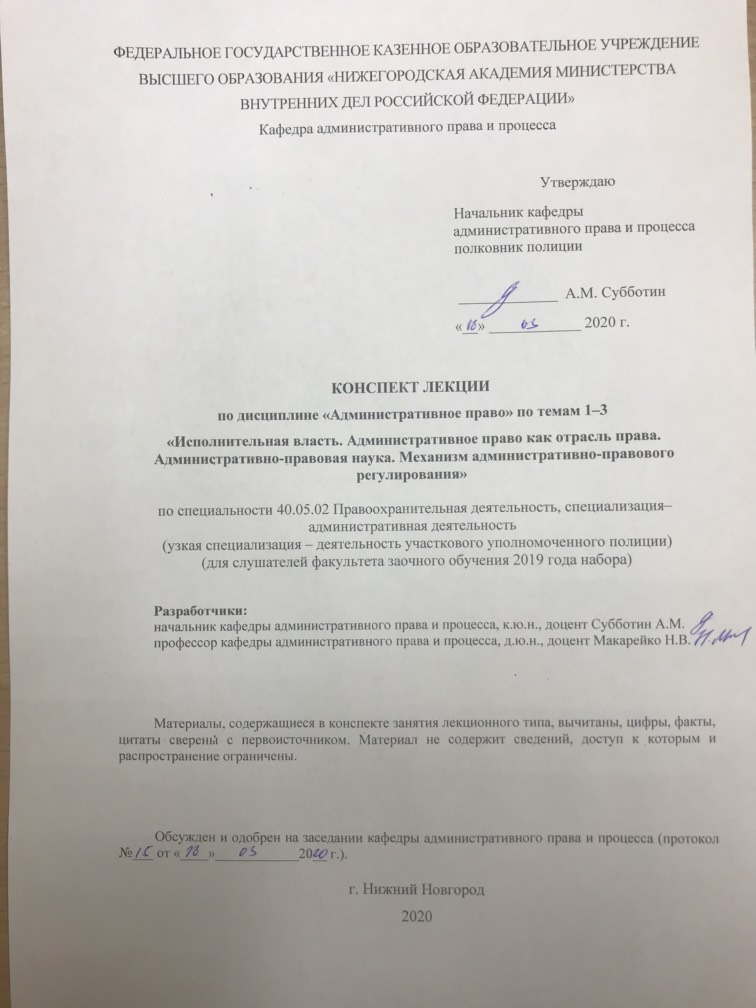 ФЕДЕРАЛЬНОЕ ГОСУДАРСТВЕННОЕ КАЗЕННОЕ ОБРАЗОВАТЕЛЬНОЕ УЧРЕЖДЕНИЕ
ВЫСШЕГО ОБРАЗОВАНИЯ «НИЖЕГОРОДСКАЯ АКАДЕМИЯ МИНИСТЕРСТВА
ВНУТРЕННИХ ДЕЛ РОССИЙСКОЙ ФЕДЕРАЦИИ»
Кафедра административного права и процесса
Утверждаю
Начальник кафедры
административного права и процесса
полковник полиции
А.М. Субботин
«18» 03 2020 г.
КОНСПЕКТ ЛЕКЦИИ
по дисциплине «Административное право» по темам 1–3
«Исполнительная власть. Административное право как отрасль права.
Административно-правовая наука. Механизм административно-правового
регулирования»
по специальности 40.05.02 Правоохранительная деятельность, специализация–
административная деятельность
(узкая специализация – деятельность участкового уполномоченного полиции)
(для слушателей факультета заочного обучения 2019 года набора)
Разработчики:
начальник кафедры административного права и процесса, к.ю.н., доцент Субботин А.М.
профессор кафедры административного права и процесса, д.ю.н., доцент Макарейко Н.В.
Материалы, содержащиеся в конспекте занятия лекционного типа, вычитаны, цифры, факты,
цитаты сверены с первоисточником. Материал не содержит сведений, доступ к которым и
распространение ограничены.
Обсужден и одобрен на заседании кафедры административного права и процесса (протокол
№15 от «18» 03 2020 г.).
г. Нижний Новгород
2020